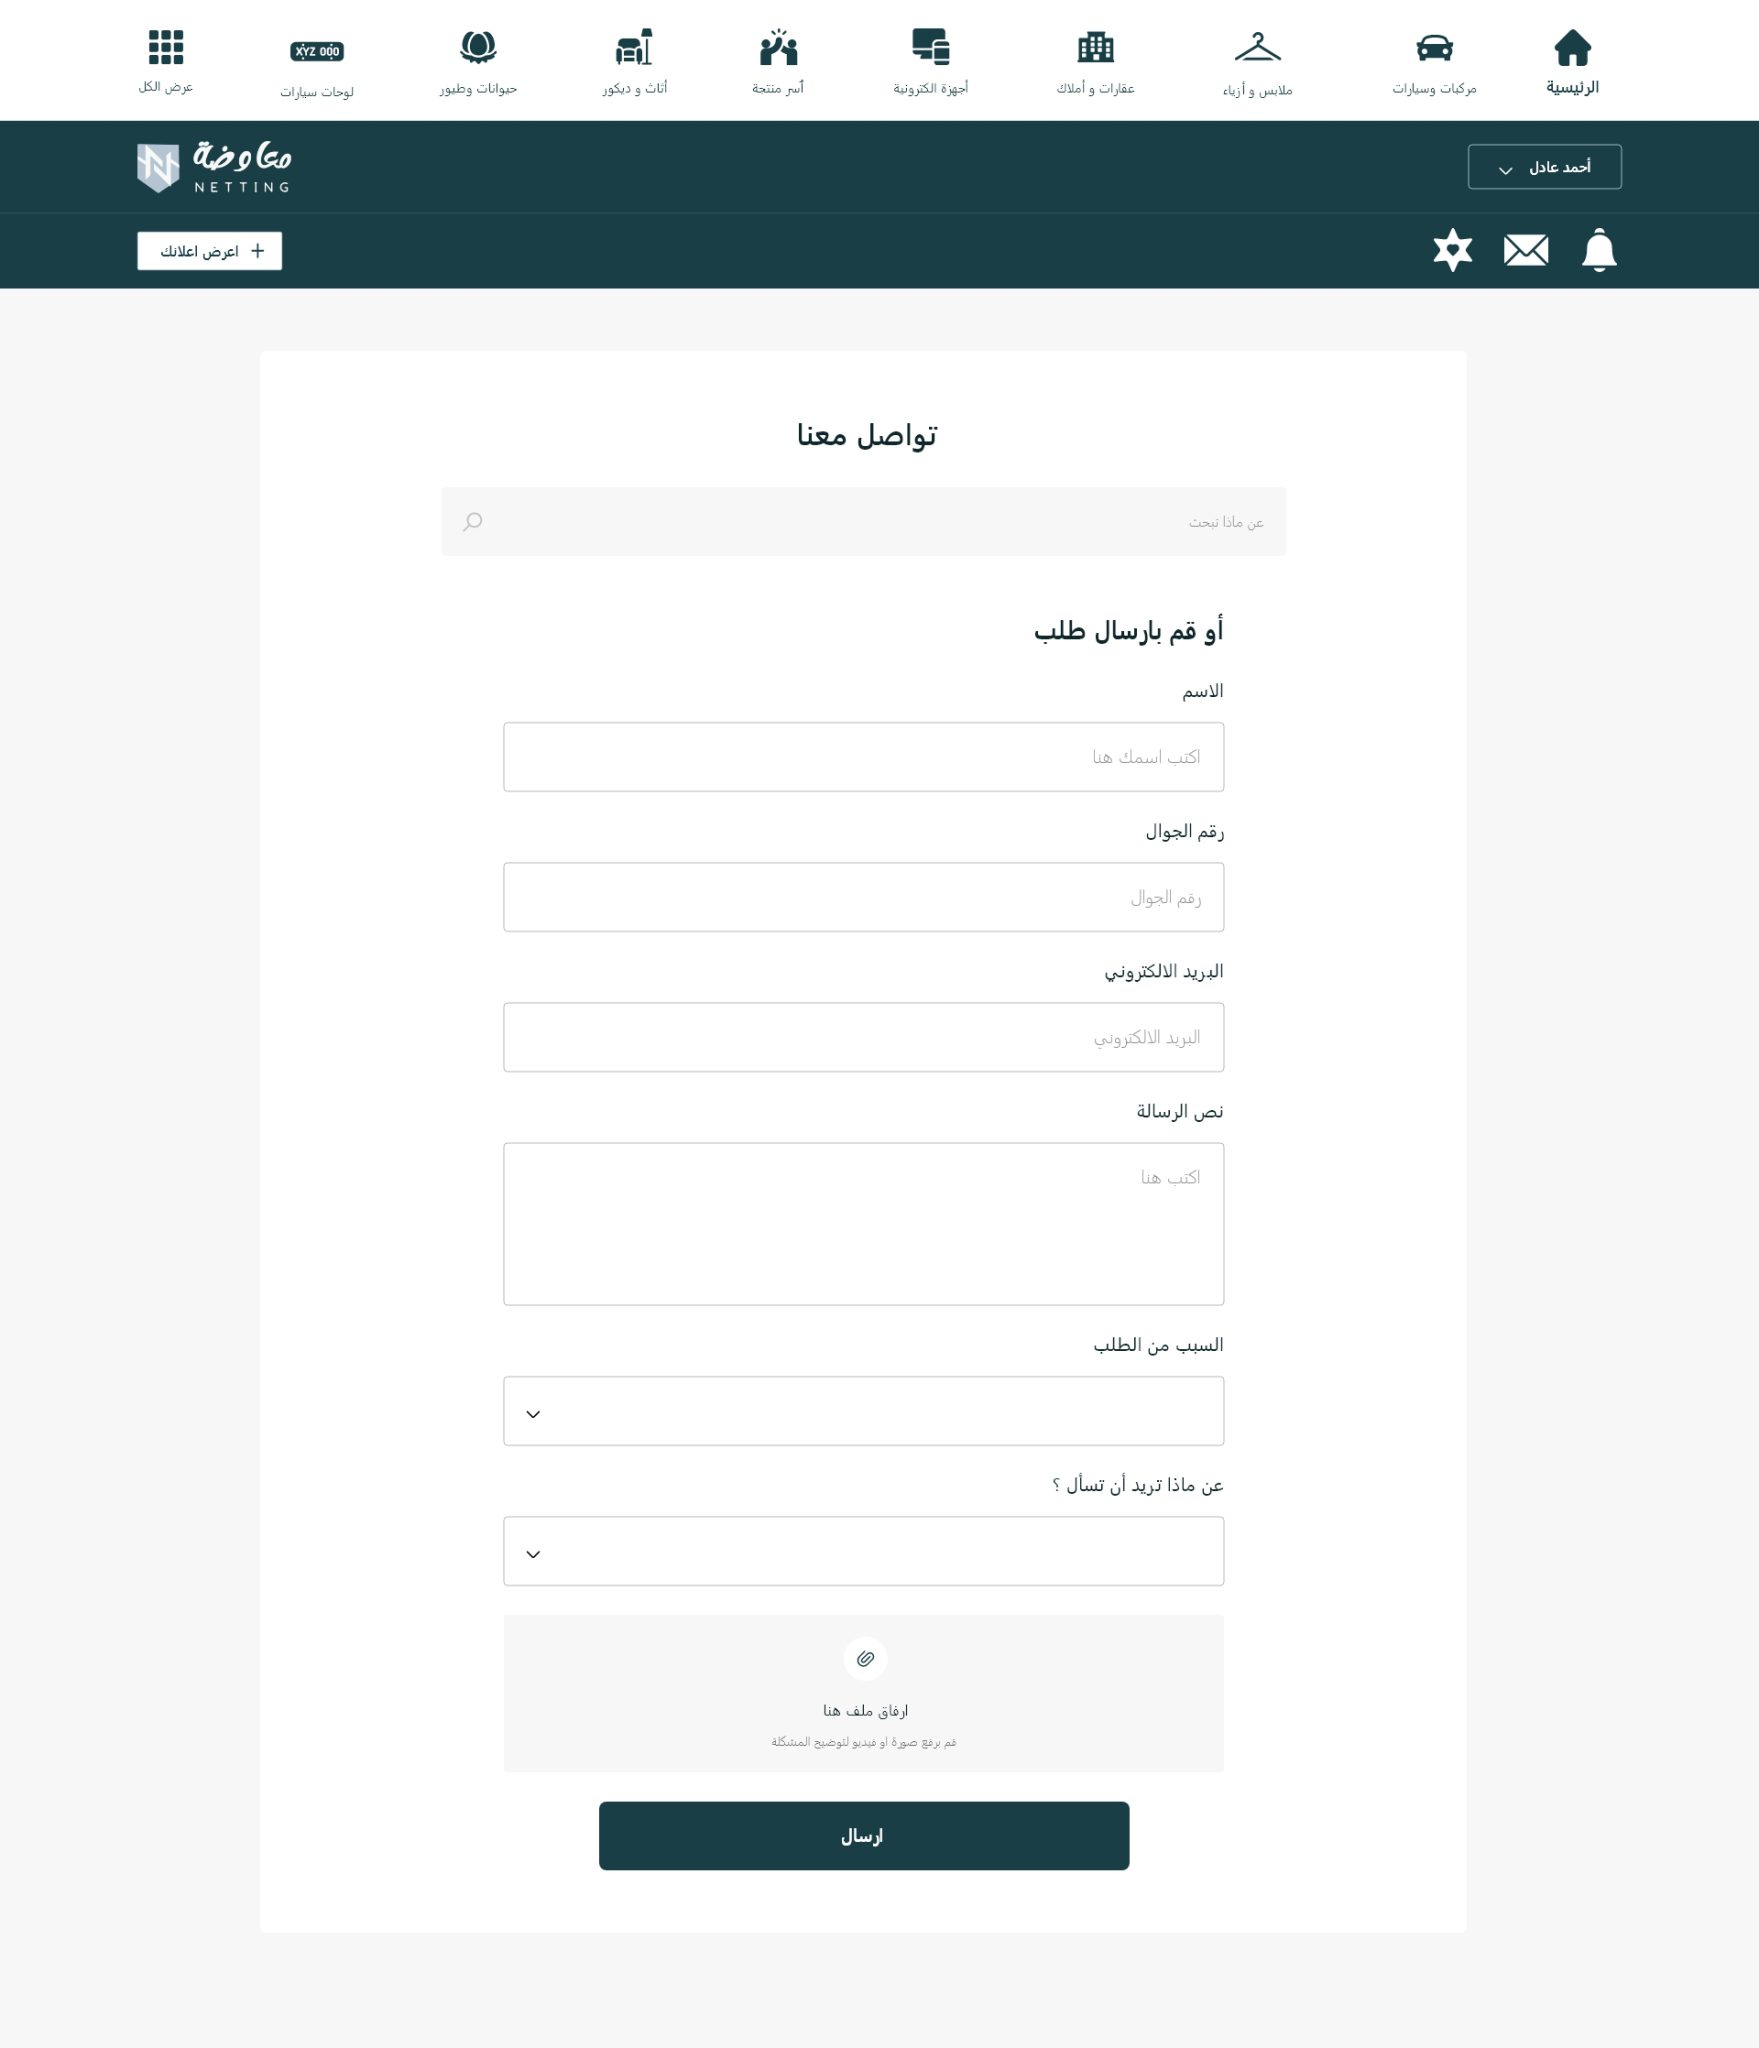 الرئيسية
مركبات وسيارات
ملابس و أزياء
عقارات و أملاك
أجهزة الكترونية
أسر منتجة
أثاث و ديكور
حيوانات وطيور
XYZ 000
لوحات سيارات
عرض الكل
أحمد عادل
معاوضة
NETTING
+ اعرض اعلانك
تواصل معنا
عن ماذا نبحث
أو قم بارسال طلب
الاسم
اكتب اسمك هنا
رقم الجوال
رقم الجوال
البريد الالكتروني
البريد الالكتروني
نص الرسالة
اكتب هنا
السبب من الطلب
عن ماذا تريد أن تسأل ؟
ارفاق ملف هنا
قم برفع صورة او فيديو لتوضيح المشكلة
ارسال